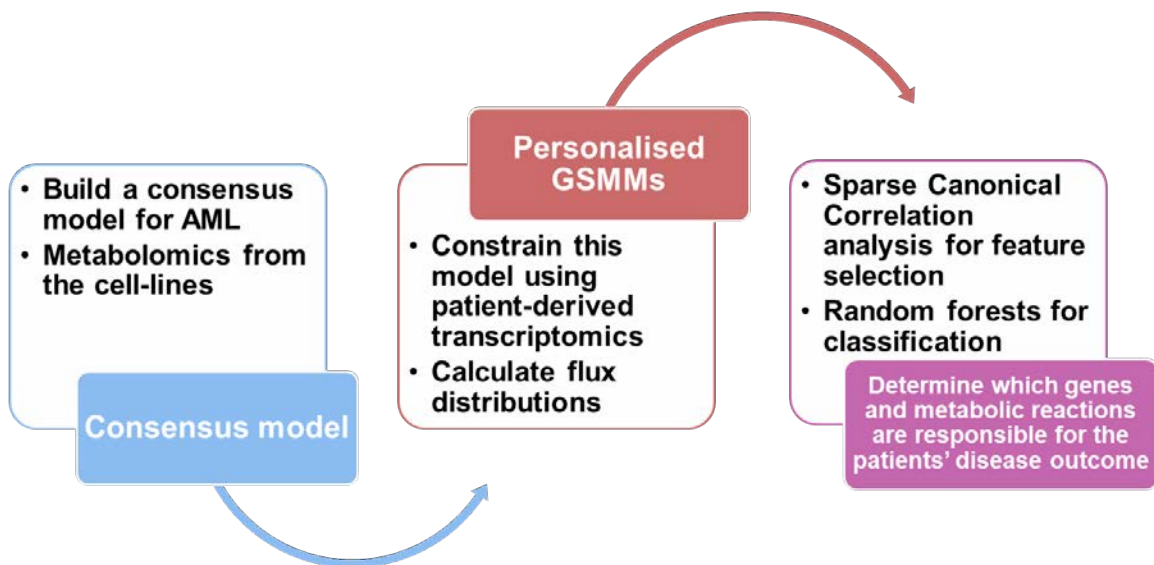 • Build a consensus
model for AML
• Metabolomics from
the cell-lines
Consensus model
Personalised
GSMMs
• Constrain this
model using
patient-derived
transcriptomics
• Calculate flux
distributions
• Sparse Canonical
Correlation
analysis for feature
selection
• Random forests for
classification
Determine which genes
and metabolic reactions
are responsible for the
patients’ disease outcome